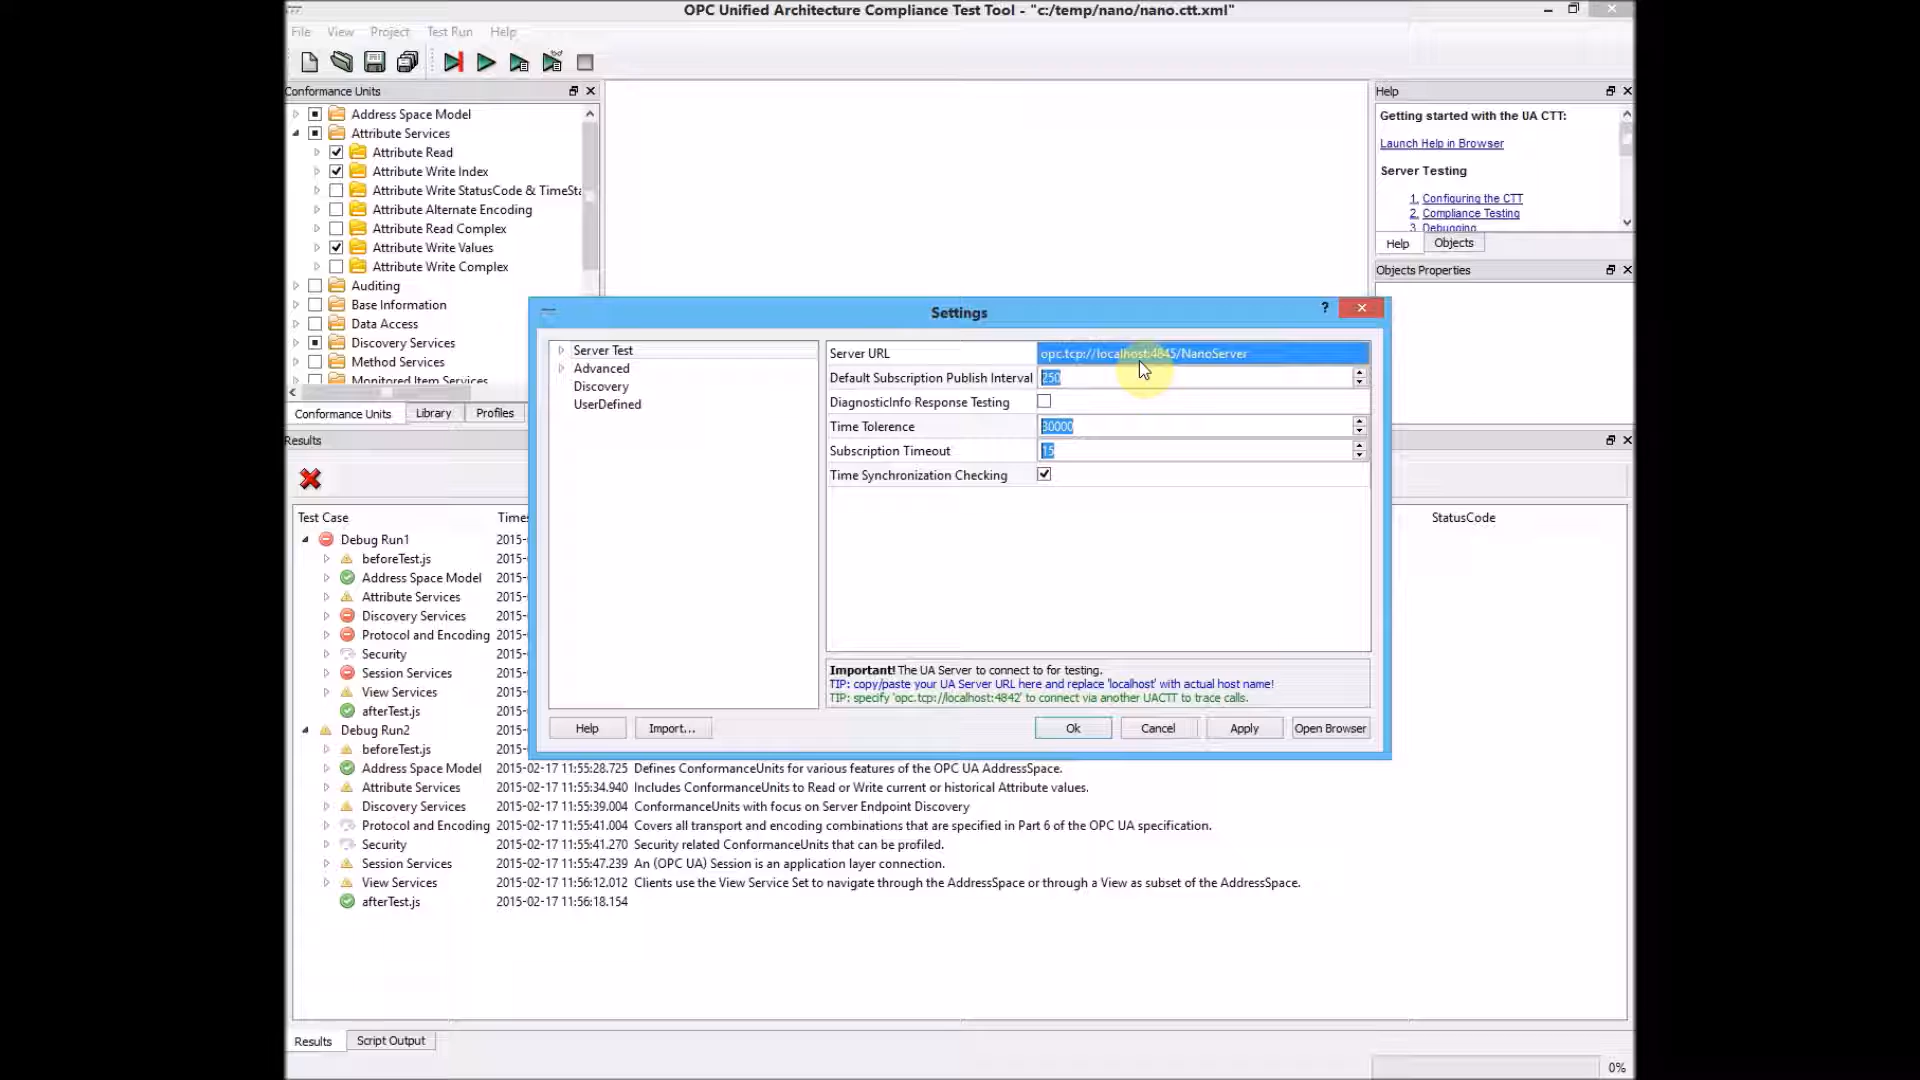 OPC Unified Architecture Compliance Test Tool - "c:/temp/nano/nano.ctt.xml"
File View Project Test Run Help
Conformance Units
Address Space Model
Attribute Services
Attribute Read
Attribute Write Index
Attribute Write StatusCode & TimeSta
Attribute Alternate Encoding
Attribute Read Complex
Attribute Write Values
Attribute Write Complex
Auditing
Base Information
Data Access
Discovery Services
Method Services
Monitored Item Services
Conformance Units Library Profiles
Help
Getting started with the UA CTT:
Launch Help in Browser
Server Testing
1. Configuring the CTT
2. Compliance Testing
3. Debugging
Help Objects
Objects Properties
Settings
Server Test
Advanced
Discovery
UserDefined
Server URL opc.tcp://localhost:4845/NanoServer
Default Subscription Publish Interval 250
DiagnosticInfo Response Testing
Time Tolerence 30000
Subscription Timeout 15
Time Synchronization Checking
Important! The UA Server to connect to for testing.
TIP: copy/paste your UA Server URL here and replace 'localhost' with actual host name!
TIP: specify 'opc.tcp://localhost:4842' to connect via another UACTT to trace calls.
Help Import... Ok Cancel Apply Open Browser
Results
Test Case Times StatusCode
Debug Run1 2015-
beforeTest.js 2015-
Address Space Model 2015-
Attribute Services 2015-
Discovery Services 2015-
Protocol and Encoding 2015-
Security 2015-
Session Services 2015-
View Services 2015-
afterTest.js 2015-
Debug Run2 2015-
beforeTest.js 2015-
Address Space Model 2015-02-17 11:55:28.725 Defines ConformanceUnits for various features of the OPC UA AddressSpace.
Attribute Services 2015-02-17 11:55:34.940 Includes ConformanceUnits to Read or Write current or historical Attribute values.
Discovery Services 2015-02-17 11:55:39.004 ConformanceUnits with focus on Server Endpoint Discovery
Protocol and Encoding 2015-02-17 11:55:41.004 Covers all transport and encoding combinations that are specified in Part 6 of the OPC UA specification.
Security 2015-02-17 11:55:41.270 Security related ConformanceUnits that can be profiled.
Session Services 2015-02-17 11:55:47.239 An (OPC UA) Session is an application layer connection.
View Services 2015-02-17 11:56:12.012 Clients use the View Service Set to navigate through the AddressSpace or through a View as subset of the AddressSpace.
afterTest.js 2015-02-17 11:56:18.154
Results Script Output
0%